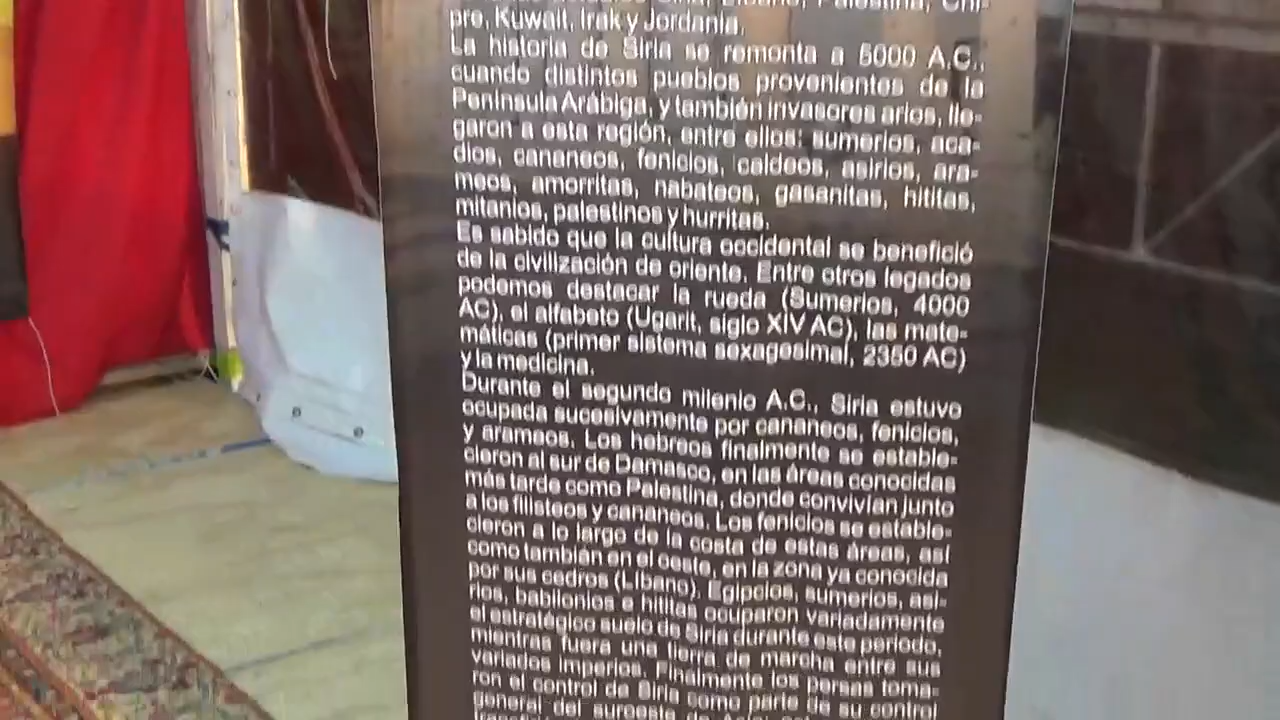 Siria, Líbano, Palestina, Chi-
pre, Kuwait, Irak y Jordania.
La historia de Siria se remonta a 5000 A.C.,
cuando distintos pueblos provenientes de la
Península Arábiga, y también invasores arios, lle-
garon a esta región, entre ellos: sumerios, aca-
dios, cananeos, fenicios, caldeos, asirios, ara-
meos, amorritas, nabateos, gasanitas, hititas,
mitanios, palestinos y hurritas.
Es sabido que la cultura occidental se benefició
de la civilización de oriente. Entre otros legados
podemos destacar la rueda (Sumerios, 4000
AC), el alfabeto (Ugarit, siglo XIV AC), las mate-
máticas (primer sistema sexagesimal, 2350 AC)
y la medicina.
Durante el segundo milenio A.C., Siria estuvo
ocupada sucesivamente por cananeos, fenicios,
y arameos. Los hebreos finalmente se estable-
cieron al sur de Damasco, en las áreas conocidas
más tarde como Palestina, donde convivían junto
a los filisteos y cananeos. Los fenicios se estable-
cieron a lo largo de la costa de estas áreas, así
como también en el oeste, en la zona ya conocida
por sus cedros (Líbano). Egipcios, sumerios, asi-
rios, babilonios e hititas ocuparon variadamente
el estratégico suelo de Siria durante este periodo,
mientras fuera una tierra de marcha entre sus
variados imperios. Finalmente los persas toma-
ron el control de Siria como parte de su control
general del suroeste de Asia;